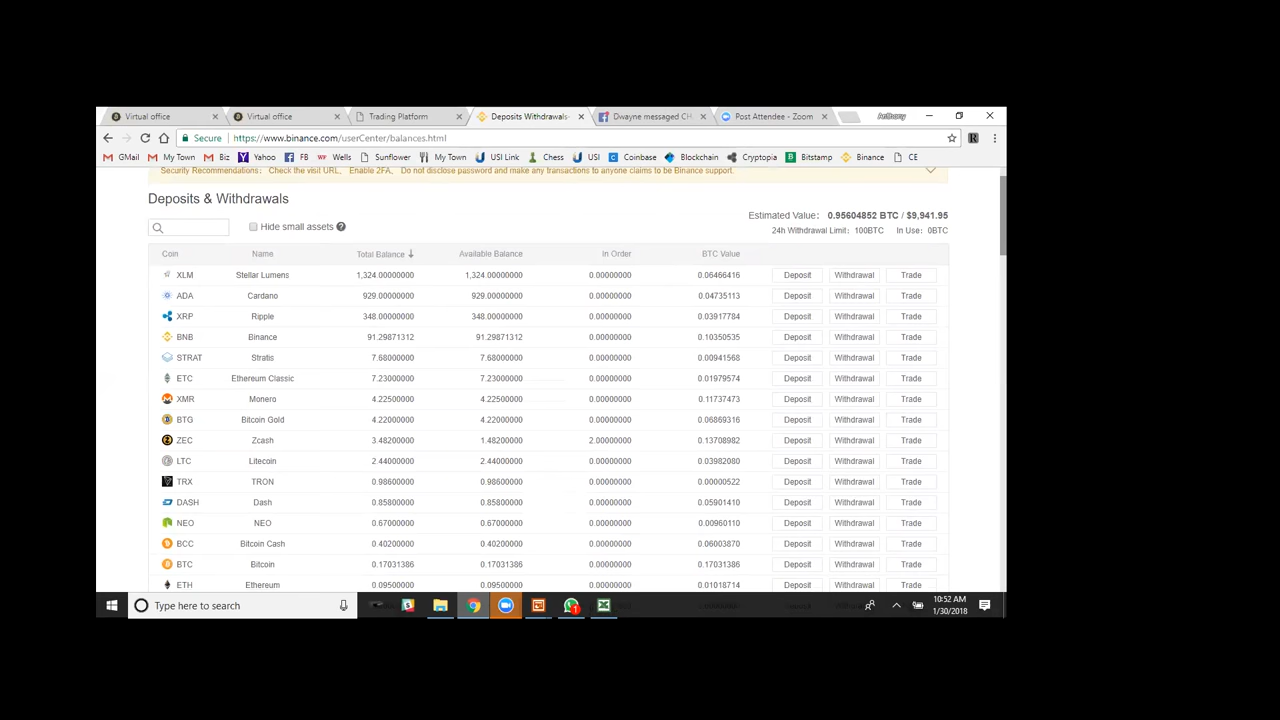 Virtual office
Virtual office
Trading Platform
Deposits Withdrawals
Dwayne messaged CH
Post Attendee - Zoom
Anthony
Secure
https://www.binance.com/userCenter/balances.html
GMail My Town Biz Yahoo FB Wells Sunflower My Town USI Link Chess USI Coinbase Blockchain Cryptopia Bitstamp Binance CE
Security Recommendations: Check the visit URL, Enable 2FA, Do not disclose password and make any transactions to anyone claims to be Binance support.
Deposits & Withdrawals
Estimated Value: 0.95604852 BTC / $9,941.95
Hide small assets
24h Withdrawal Limit: 100BTC In Use: 0BTC
Coin Name Total Balance Available Balance In Order BTC Value
XLM Stellar Lumens 1,324.00000000 1,324.00000000 0.00000000 0.06466416 Deposit Withdrawal Trade
ADA Cardano 929.00000000 929.00000000 0.00000000 0.04735113 Deposit Withdrawal Trade
XRP Ripple 348.00000000 348.00000000 0.00000000 0.03917784 Deposit Withdrawal Trade
BNB Binance 91.29871312 91.29871312 0.00000000 0.10350535 Deposit Withdrawal Trade
STRAT Stratis 7.68000000 7.68000000 0.00000000 0.00941568 Deposit Withdrawal Trade
ETC Ethereum Classic 7.23000000 7.23000000 0.00000000 0.01979574 Deposit Withdrawal Trade
XMR Monero 4.22500000 4.22500000 0.00000000 0.11737473 Deposit Withdrawal Trade
BTG Bitcoin Gold 4.22000000 4.22000000 0.00000000 0.06869316 Deposit Withdrawal Trade
ZEC Zcash 3.48200000 1.48200000 2.00000000 0.13708982 Deposit Withdrawal Trade
LTC Litecoin 2.44000000 2.44000000 0.00000000 0.03982080 Deposit Withdrawal Trade
TRX TRON 0.98600000 0.98600000 0.00000000 0.00000522 Deposit Withdrawal Trade
DASH Dash 0.85800000 0.85800000 0.00000000 0.05901410 Deposit Withdrawal Trade
NEO NEO 0.67000000 0.67000000 0.00000000 0.00960110 Deposit Withdrawal Trade
BCC Bitcoin Cash 0.40200000 0.40200000 0.00000000 0.06003870 Deposit Withdrawal Trade
BTC Bitcoin 0.17031386 0.17031386 0.00000000 0.17031386 Deposit Withdrawal Trade
ETH Ethereum 0.09500000 0.09500000 0.00000000 0.01018714 Deposit Withdrawal Trade
Type here to search
10:52 AM
1/30/2018